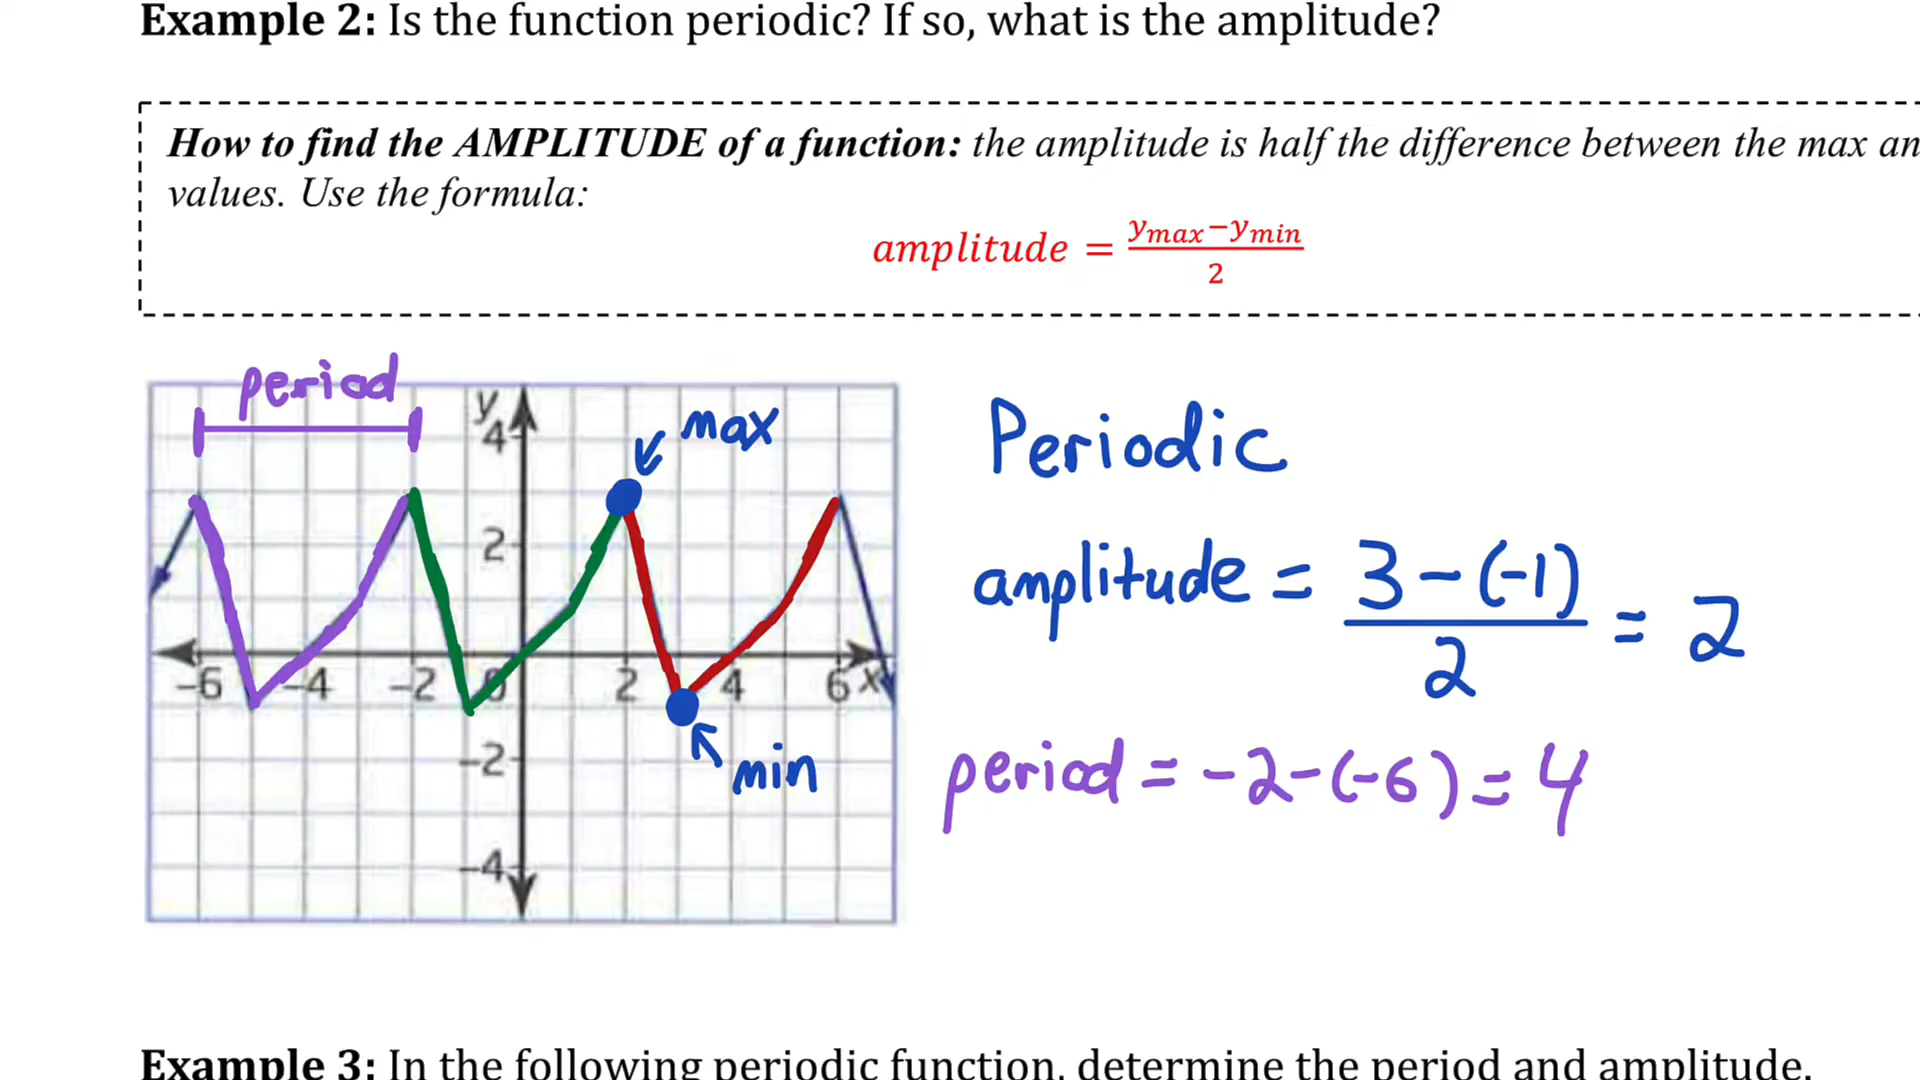 Example 2: Is the function periodic? If so, what is the amplitude?
How to find the AMPLITUDE of a function: the amplitude is half the difference between the max an
values. Use the formula:
amplitude = (y_max−y_min)/2
period
y
4
max
Periodic
2
amplitude = (3-(-1))/2 = 2
-6 -4 -2 0 2 4 6 x
-2
min
period = -2-(-6) = 4
-4
Example 3: In the following periodic function, determine the period and amplitude.